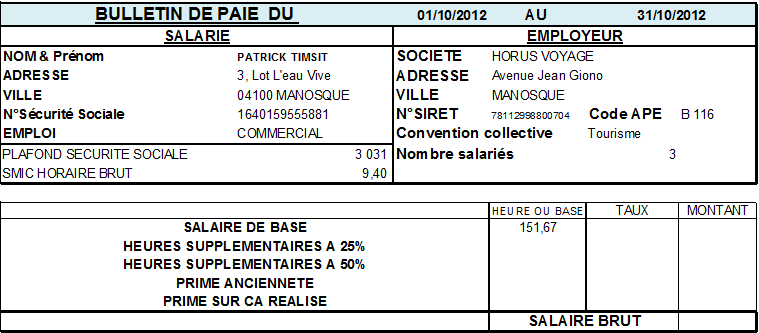 BULLETIN DE PAIE DU 01/10/2012 AU 31/10/2012
SALARIE EMPLOYEUR
NOM & Prénom PATRICK TIMSIT SOCIETE HORUS VOYAGE
ADRESSE 3, Lot L'eau Vive ADRESSE Avenue Jean Giono
VILLE 04100 MANOSQUE VILLE MANOSQUE
N°Sécurité Sociale 1640159555881 N°SIRET 78112998800704 Code APE B 116
EMPLOI COMMERCIAL Convention collective Tourisme
PLAFOND SECURITE SOCIALE 3 031 Nombre salariés 3
SMIC HORAIRE BRUT 9,40
HEURE OU BASE TAUX MONTANT
SALAIRE DE BASE 151,67
HEURES SUPPLEMENTAIRES A 25%
HEURES SUPPLEMENTAIRES A 50%
PRIME ANCIENNETE
PRIME SUR CA REALISE
SALAIRE BRUT